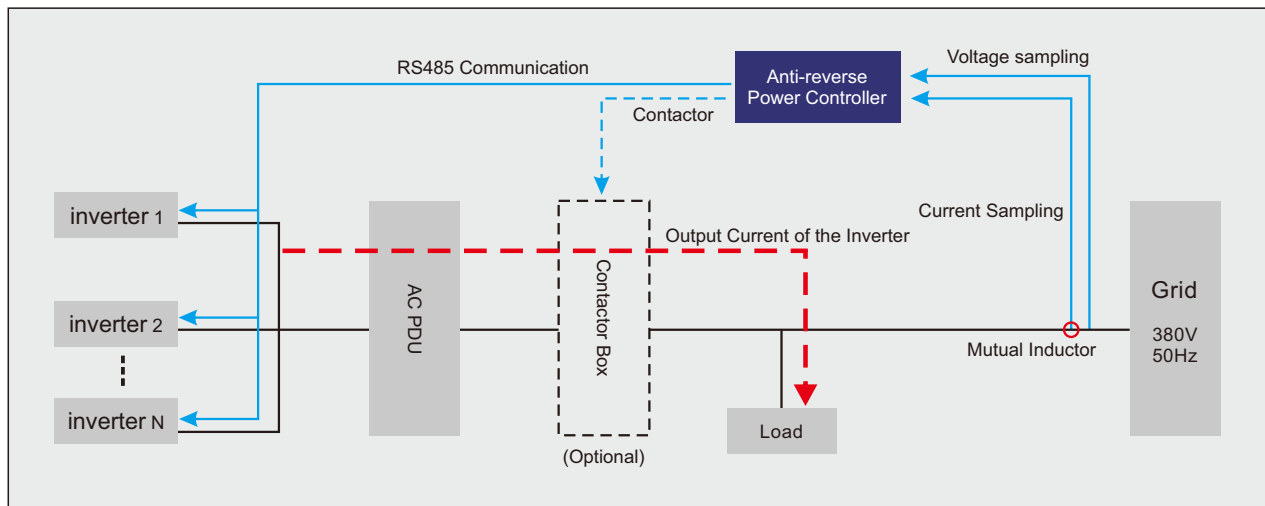 RS485 Communication
Anti-reverse
Power Controller
Voltage sampling
Contactor
inverter 1
Current Sampling
Output Current of the Inverter
AC PDU
Contactor Box
Grid
380V
50Hz
inverter 2
Mutual Inductor
inverter N
Load
(Optional)